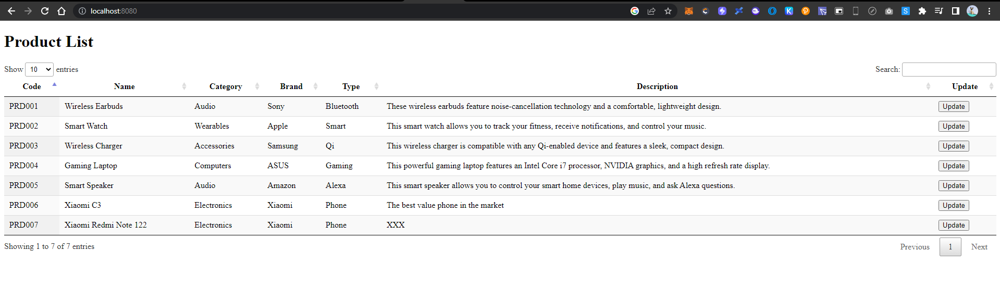 localhost:8080
Product List
Show 10 entries Search:
Code Name Category Brand Type Description Update
PRD001 Wireless Earbuds Audio Sony Bluetooth These wireless earbuds feature noise-cancellation technology and a comfortable, lightweight design. Update
PRD002 Smart Watch Wearables Apple Smart This smart watch allows you to track your fitness, receive notifications, and control your music. Update
PRD003 Wireless Charger Accessories Samsung Qi This wireless charger is compatible with any Qi-enabled device and features a sleek, compact design. Update
PRD004 Gaming Laptop Computers ASUS Gaming This powerful gaming laptop features an Intel Core i7 processor, NVIDIA graphics, and a high refresh rate display. Update
PRD005 Smart Speaker Audio Amazon Alexa This smart speaker allows you to control your smart home devices, play music, and ask Alexa questions. Update
PRD006 Xiaomi C3 Electronics Xiaomi Phone The best value phone in the market Update
PRD007 Xiaomi Redmi Note 122 Electronics Xiaomi Phone XXX Update
Showing 1 to 7 of 7 entries Previous 1 Next